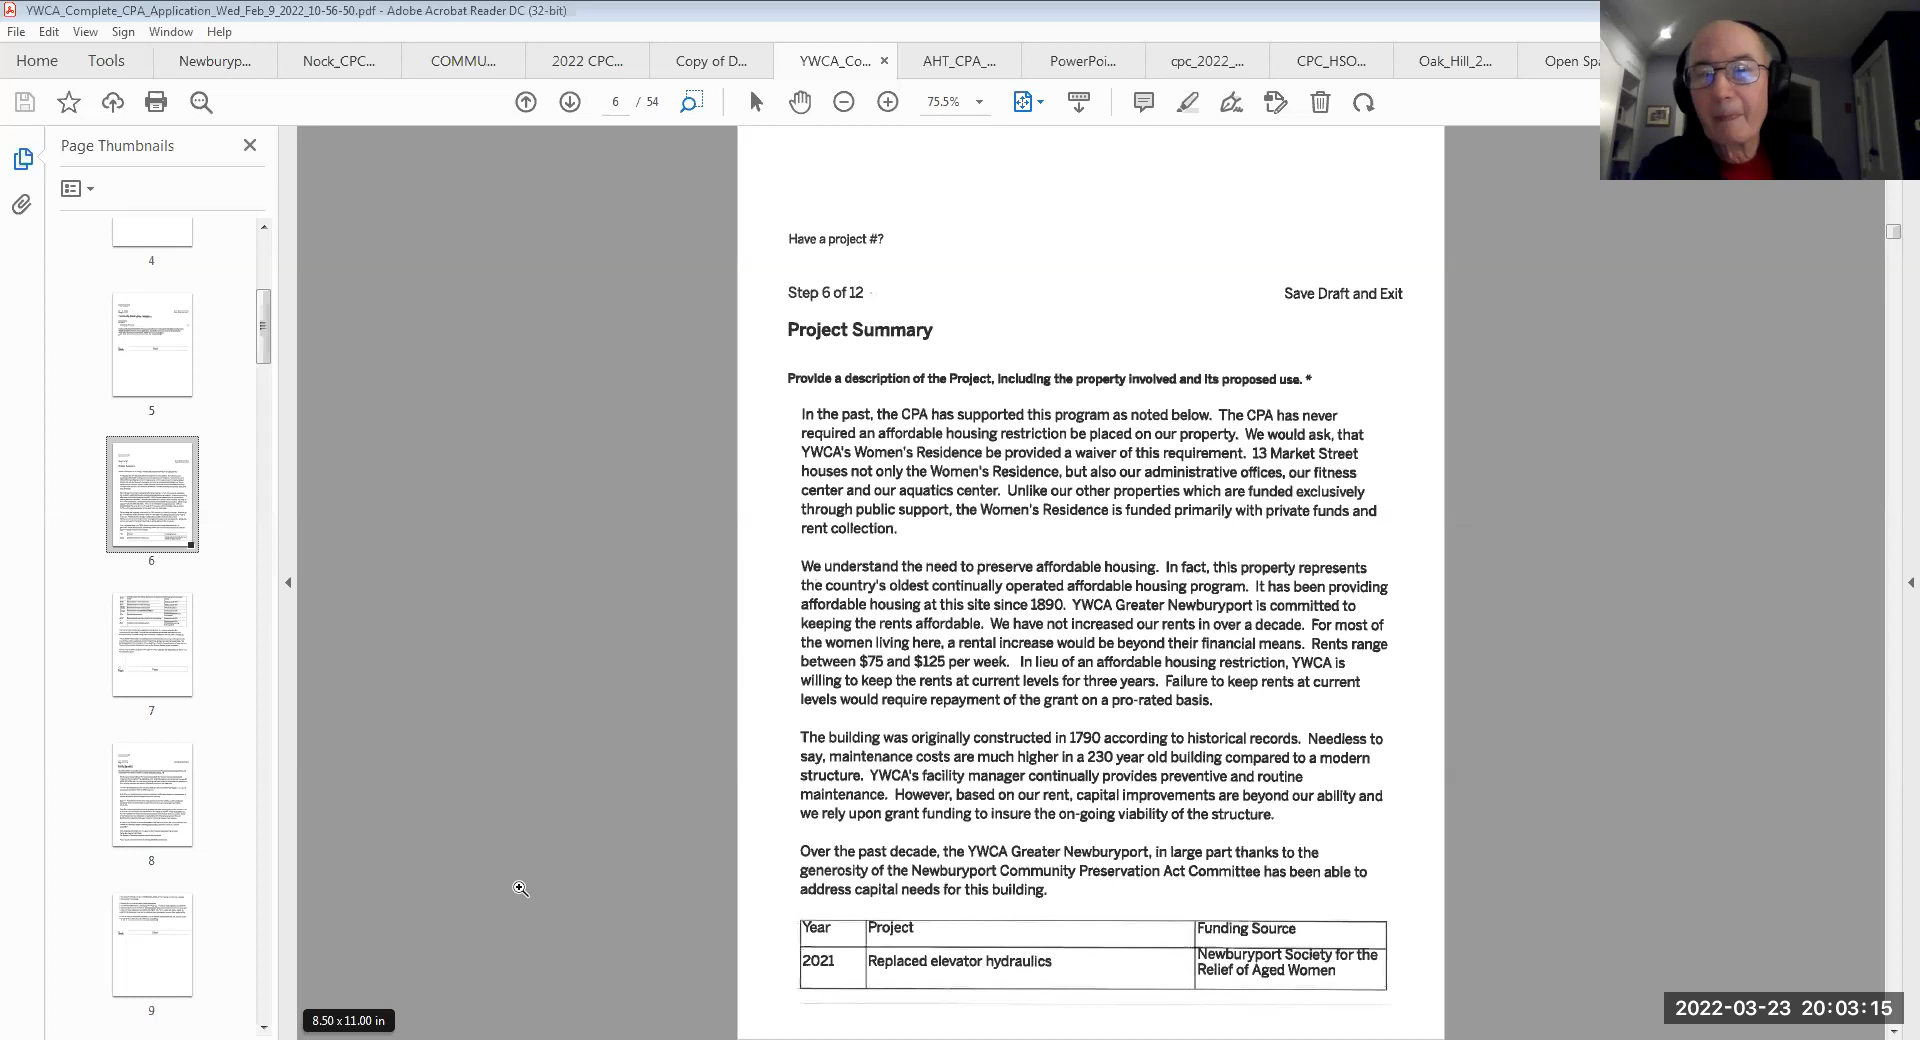 YWCA_Complete_CPA_Application_Wed_Feb_9_2022_10-56-50.pdf - Adobe Acrobat Reader DC (32-bit)
File Edit View Sign Window Help
Home Tools Newburyp... Nock_CPC... COMMU... 2022 CPC... Copy of D... YWCA_Co... AHT_CPA_... PowerPoi... cpc_2022_... CPC_HSO... Oak_Hill_2... Open Spa
6 / 54 75.5%
Page Thumbnails
4
5
6
7
8
9
8.50 x 11.00 in
Have a project #?
Step 6 of 12 Save Draft and Exit
Project Summary
Provide a description of the Project, including the property involved and its proposed use. *
In the past, the CPA has supported this program as noted below. The CPA has never
required an affordable housing restriction be placed on our property. We would ask, that
YWCA's Women's Residence be provided a waiver of this requirement. 13 Market Street
houses not only the Women's Residence, but also our administrative offices, our fitness
center and our aquatics center. Unlike our other properties which are funded exclusively
through public support, the Women's Residence is funded primarily with private funds and
rent collection.
We understand the need to preserve affordable housing. In fact, this property represents
the country's oldest continually operated affordable housing program. It has been providing
affordable housing at this site since 1890. YWCA Greater Newburyport is committed to
keeping the rents affordable. We have not increased our rents in over a decade. For most of
the women living here, a rental increase would be beyond their financial means. Rents range
between $75 and $125 per week. In lieu of an affordable housing restriction, YWCA is
willing to keep the rents at current levels for three years. Failure to keep rents at current
levels would require repayment of the grant on a pro-rated basis.
The building was originally constructed in 1790 according to historical records. Needless to
say, maintenance costs are much higher in a 230 year old building compared to a modern
structure. YWCA's facility manager continually provides preventive and routine
maintenance. However, based on our rent, capital improvements are beyond our ability and
we rely upon grant funding to insure the on-going viability of the structure.
Over the past decade, the YWCA Greater Newburyport, in large part thanks to the
generosity of the Newburyport Community Preservation Act Committee has been able to
address capital needs for this building.
Year Project Funding Source
2021 Replaced elevator hydraulics Newburyport Society for the
Relief of Aged Women
2022-03-23 20:03:15